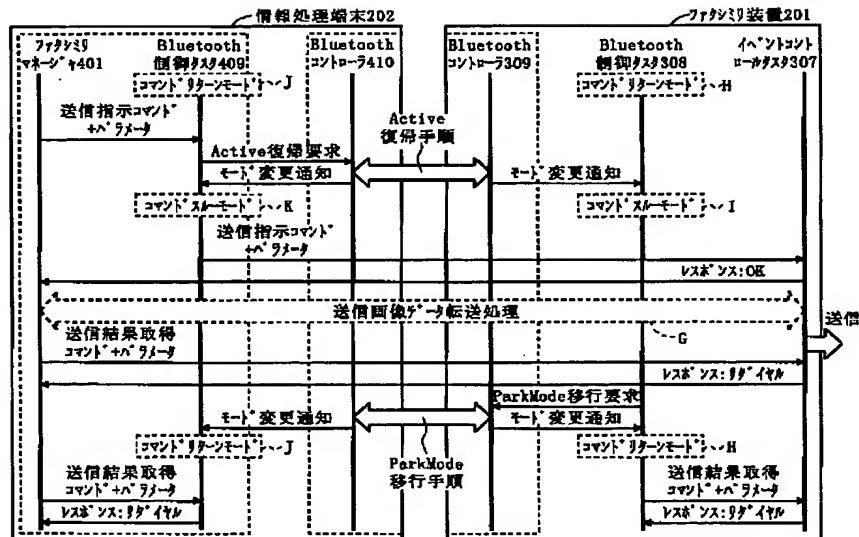 情報処理端末202
ファクシミリ装置201
ファクシミリ
マネージャ401
Bluetooth
制御タスク409
Bluetooth
コントローラ410
Bluetooth
コントローラ309
Bluetooth
制御タスク308
イベントコント
ロールタスク307
コマンドリターンモード
J
コマンドリターンモード
H
送信指示コマンド
+パラメータ
Active
復帰手順
Active復帰要求
モード変更通知
モード変更通知
コマンドスルーモード
K
コマンドスルーモード
I
送信指示コマンド
+パラメータ
レスポンス:OK
送信画像データ転送処理
G
送信
送信結果取得
コマンド+パラメータ
レスポンス:リダイヤル
ParkMode移行要求
モード変更通知
モード変更通知
コマンドリターンモード
J
ParkMode
移行手順
コマンドリターンモード
H
送信結果取得
コマンド+パラメータ
送信結果取得
コマンド+パラメータ
レスポンス:リダイヤル
レスポンス:リダイヤル